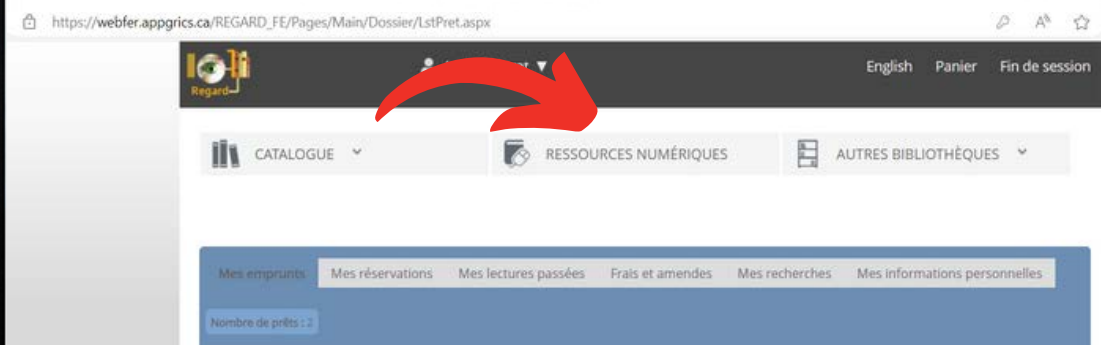 https://webfer.appgrics.ca/REGARD_FE/Pages/Main/Dossier/LstPret.aspx
Regard
English Panier Fin de session
CATALOGUE RESSOURCES NUMÉRIQUES AUTRES BIBLIOTHÈQUES
Mes emprunts Mes réservations Mes lectures passées Frais et amendes Mes recherches Mes informations personnelles
Nombre de prêts : 2